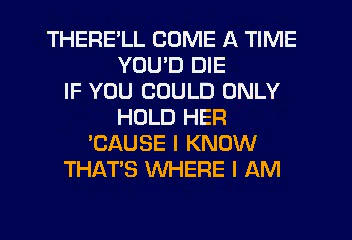 THERE'LL COME A TIME
YOU'D DIE
IF YOU COULD ONLY
HOLD HER
'CAUSE I KNOW
THAT'S WHERE I AM